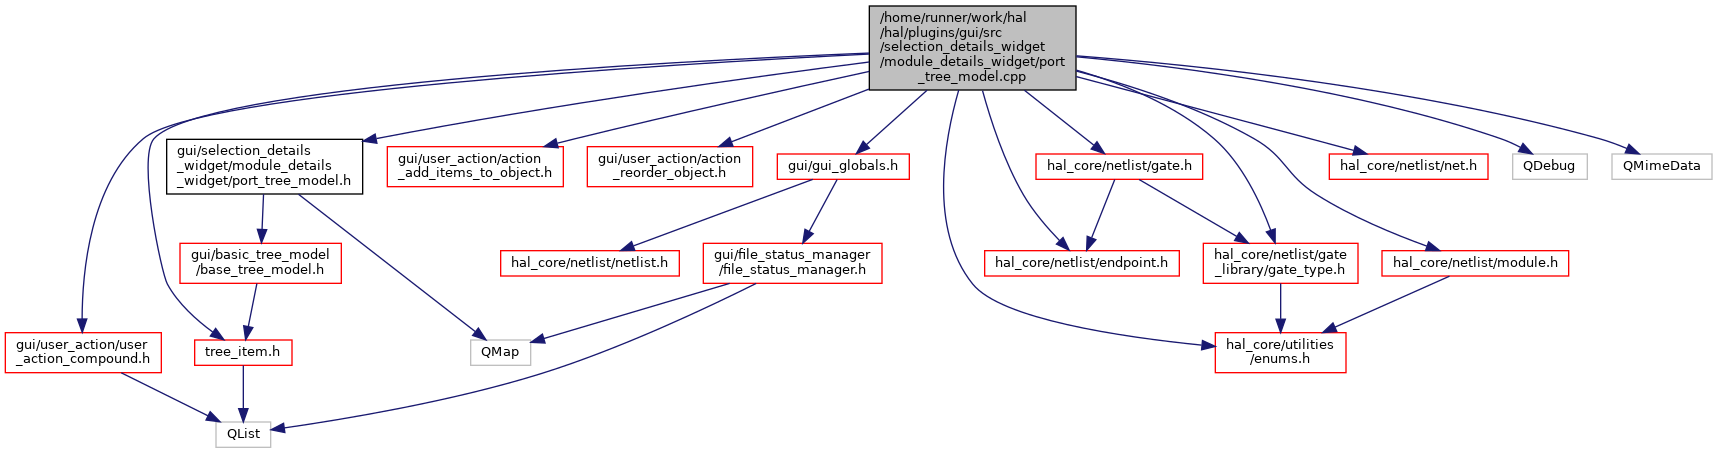 /home/runner/work/hal
/hal/plugins/gui/src
/selection_details_widget
/module_details_widget/port
_tree_model.cpp
gui/selection_details
_widget/module_details
_widget/port_tree_model.h
gui/user_action/action
_add_items_to_object.h
gui/user_action/action
_reorder_object.h
gui/gui_globals.h
hal_core/netlist/gate.h
hal_core/netlist/net.h
QDebug
QMimeData
gui/basic_tree_model
/base_tree_model.h
hal_core/netlist/netlist.h
gui/file_status_manager
/file_status_manager.h
hal_core/netlist/endpoint.h
hal_core/netlist/gate
_library/gate_type.h
hal_core/netlist/module.h
gui/user_action/user
_action_compound.h
tree_item.h
QMap
hal_core/utilities
/enums.h
QList